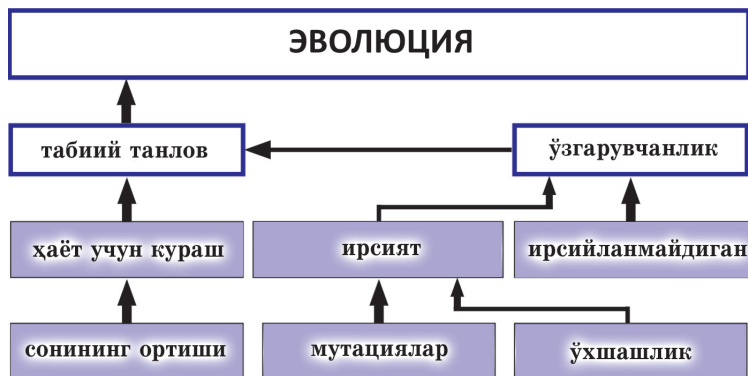 ЭВОЛЮЦИЯ
табиий танлов
ўзгарувчанлик
ҳаёт учун кураш
ирсият
ирсийланмайдиган
сонининг ортиши
мутациялар
ўхшашлик